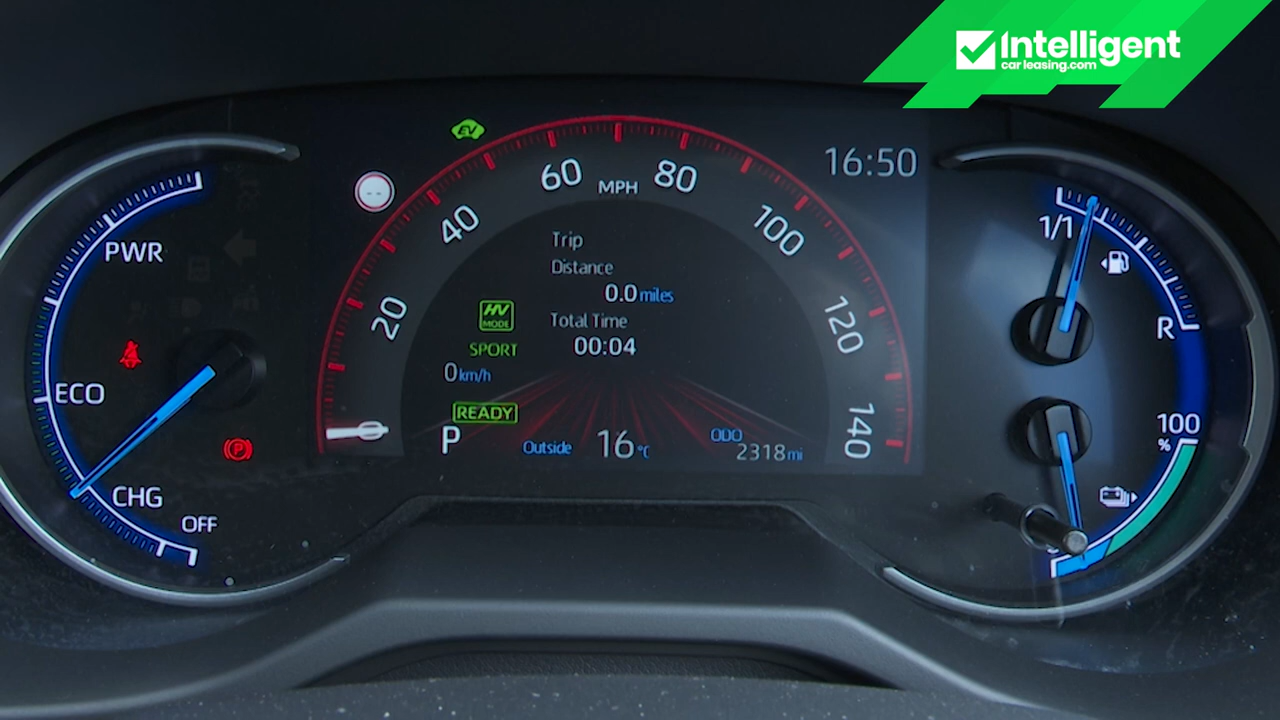 Intelligent
carleasing.com
EV
16:50
PWR
ECO
CHG
OFF
0
20
40
60
MPH
80
100
120
140
Trip
Distance
0.0 miles
Total Time
00:04
HV
MODE
SPORT
0 km/h
READY
P
Outside 16 °C
ODO
2318 mi
P
1/1
R
100
%